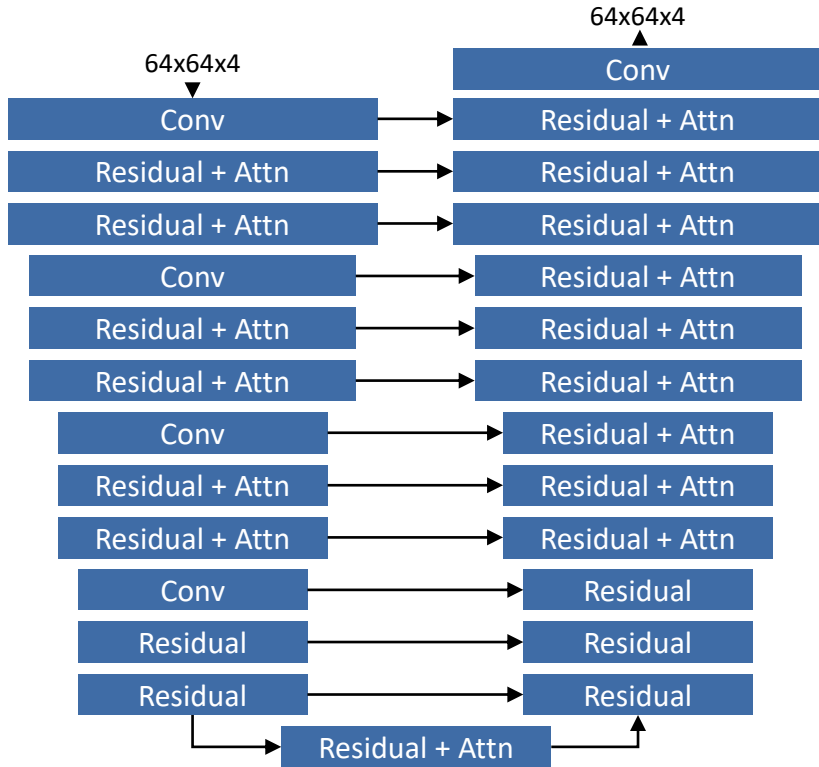 64x64x4
Conv
Residual + Attn
Residual + Attn
Conv
Residual + Attn
Residual + Attn
Conv
Residual + Attn
Residual + Attn
Conv
Residual
Residual
Residual + Attn
64x64x4
Conv
Residual + Attn
Residual + Attn
Residual + Attn
Residual + Attn
Residual + Attn
Residual + Attn
Residual + Attn
Residual + Attn
Residual + Attn
Residual
Residual
Residual